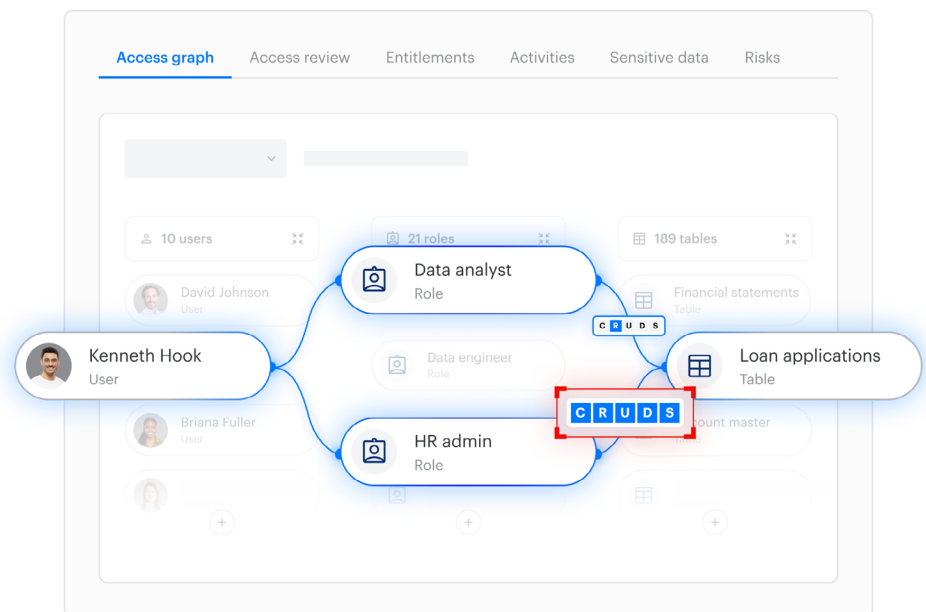 Access graph Access review Entitlements Activities Sensitive data Risks
10 users 21 roles 189 tables
David Johnson
User
Data analyst
Role
Financial statements
Table
C R U D S
Kenneth Hook
User
Data engineer
Role
Loan applications
Table
C R U D S
Briana Fuller
User
HR admin
Role
count master